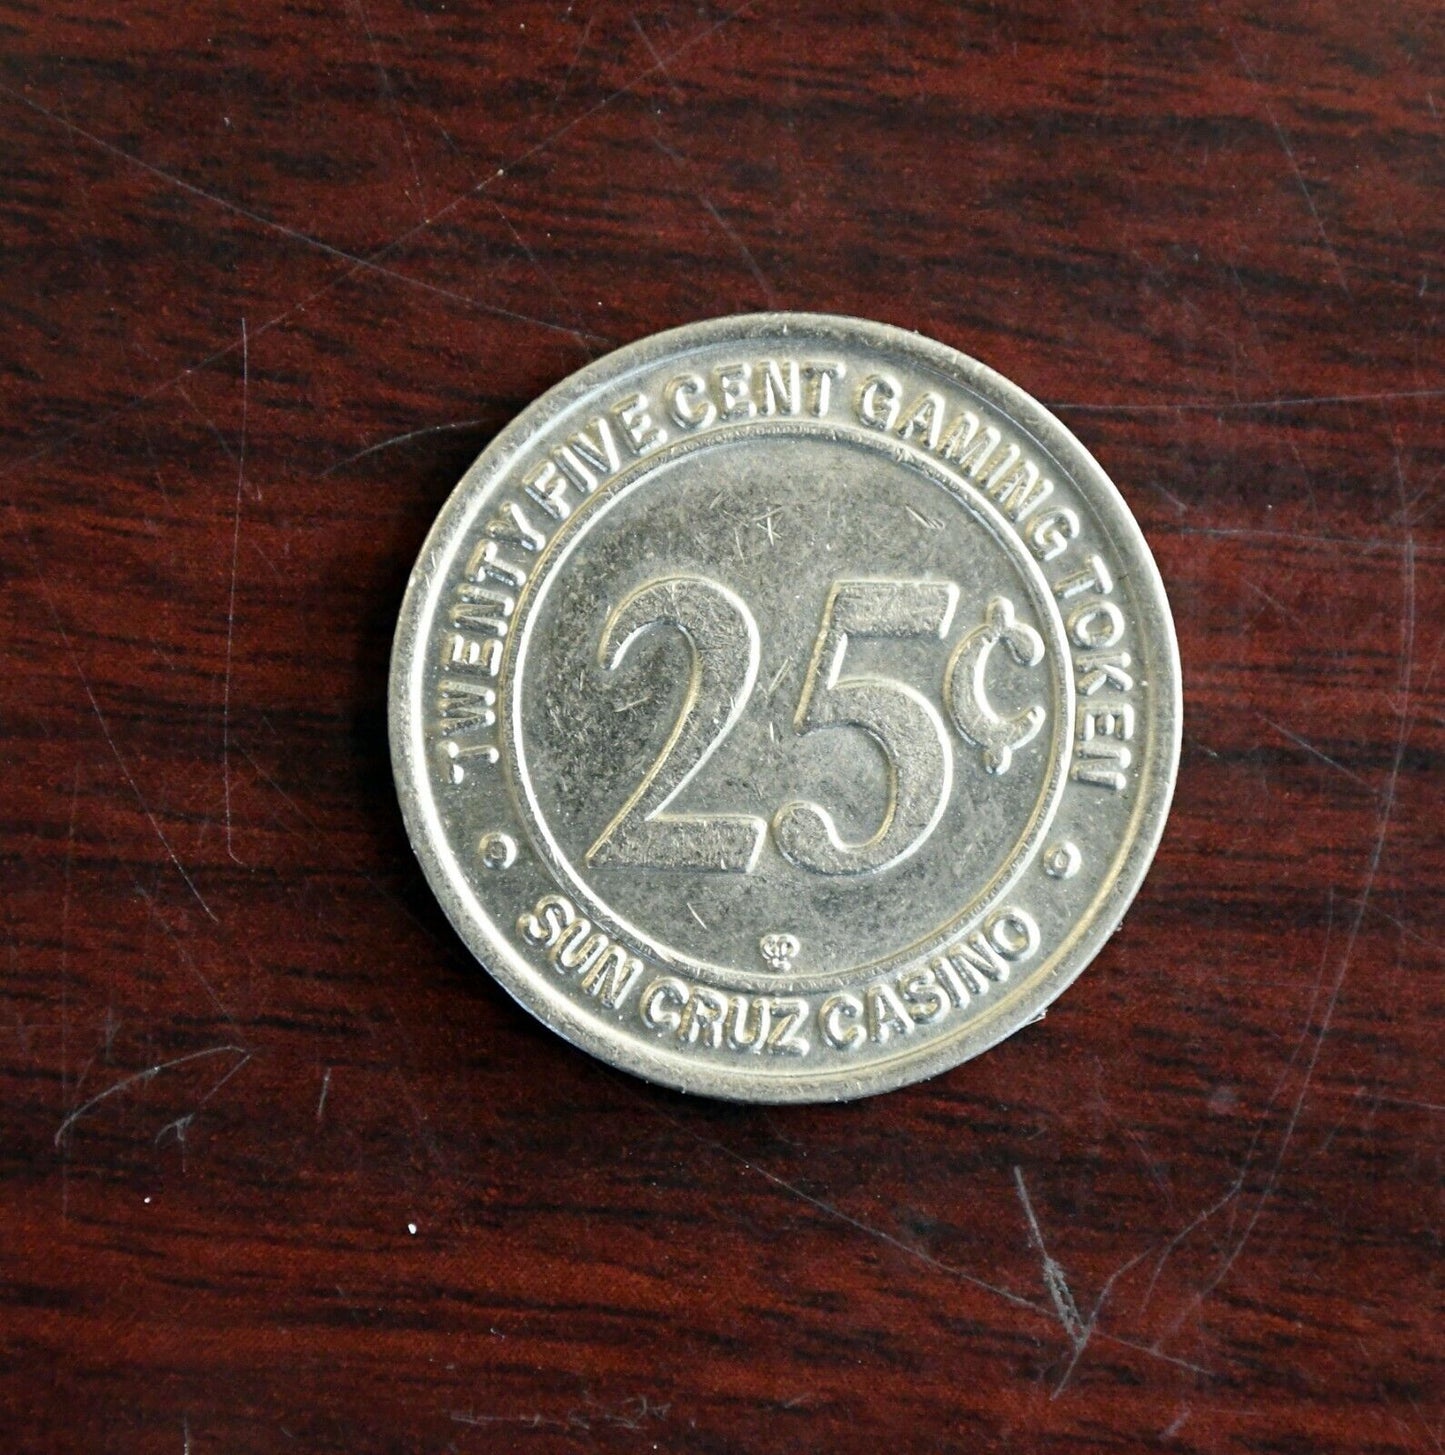 TWENTY FIVE CENT GAMING TOKEN
25¢
SUN CRUZ CASINO